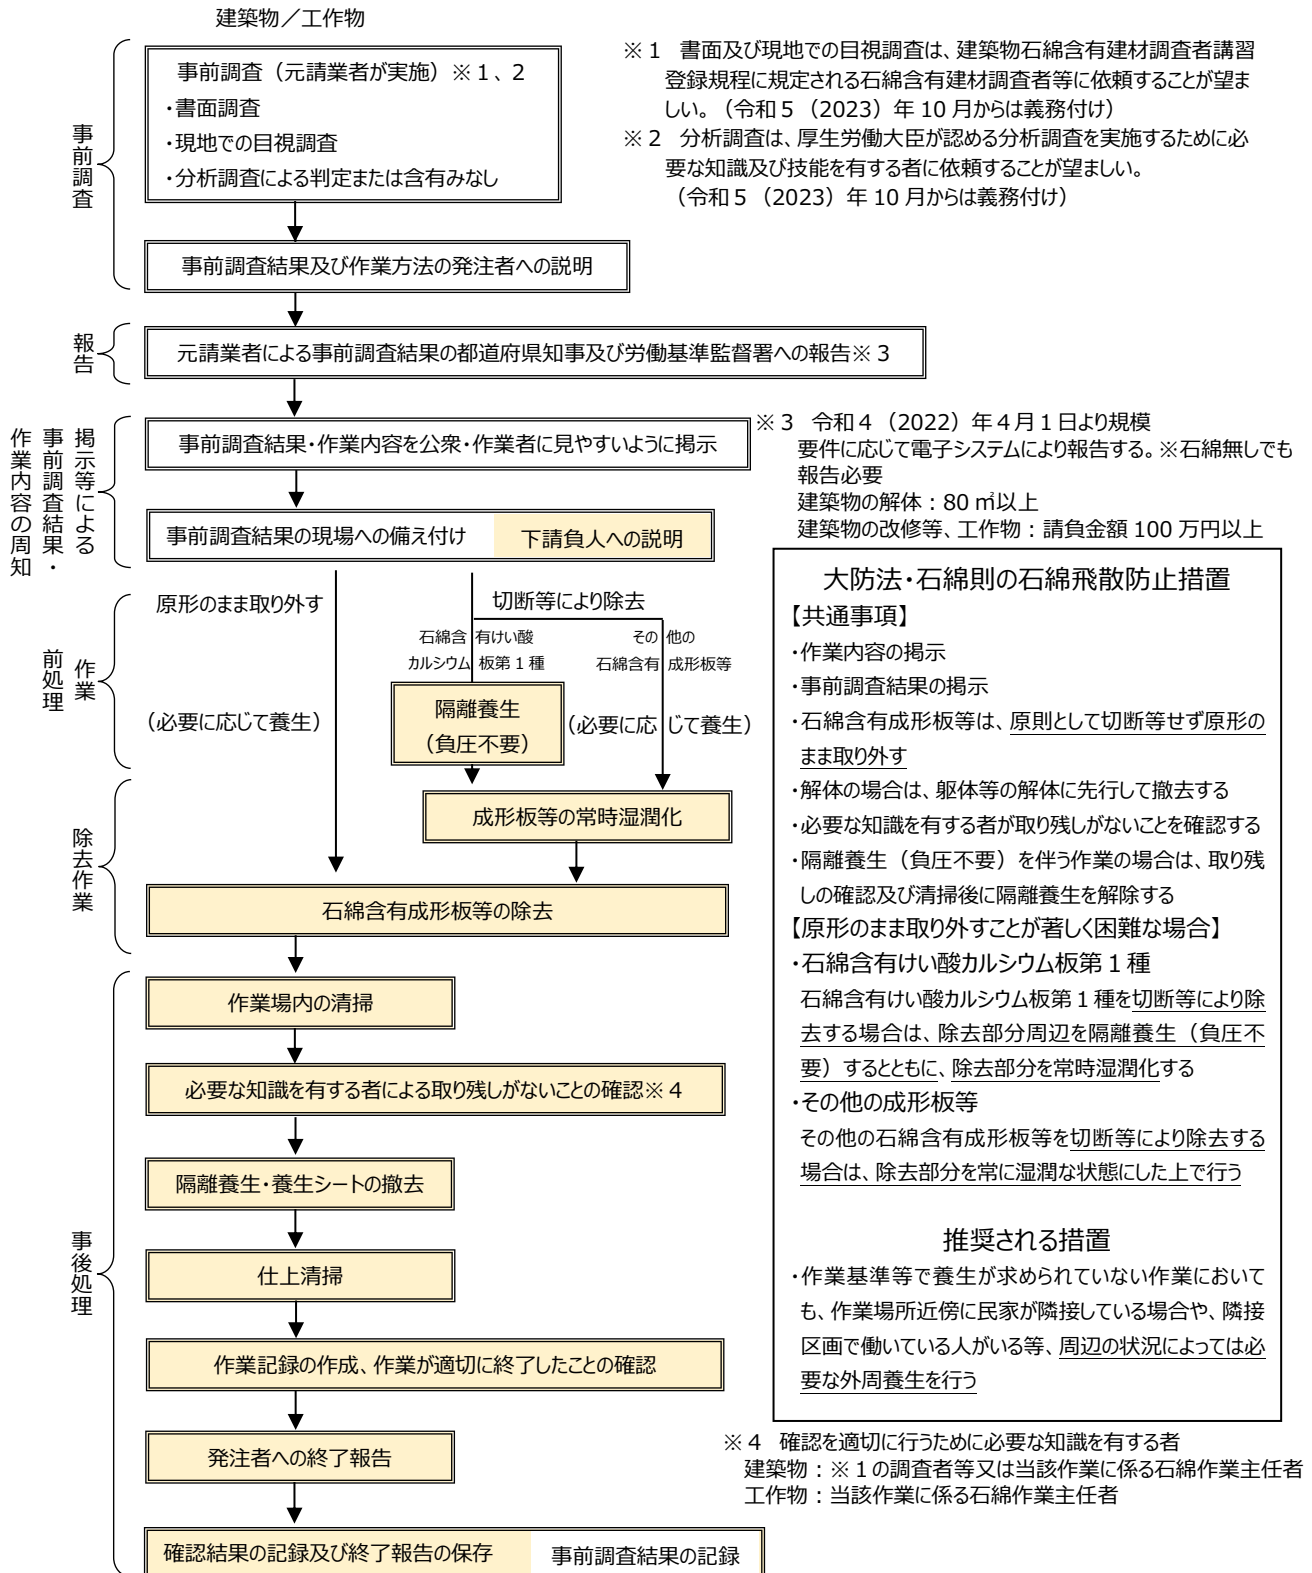 建築物／工作物
事前調査
事前調査（元請業者が実施）※１、２
・書面調査
・現地での目視調査
・分析調査による判定または含有みなし
※１　書面及び現地での目視調査は、建築物石綿含有建材調査者講習
登録規程に規定される石綿含有建材調査者等に依頼することが望ま
しい。（令和５（2023）年 10 月からは義務付け）
※２　分析調査は、厚生労働大臣が認める分析調査を実施するために必
要な知識及び技能を有する者に依頼することが望ましい。
（令和５（2023）年 10 月からは義務付け）
事前調査結果及び作業方法の発注者への説明
報告
元請業者による事前調査結果の都道府県知事及び労働基準監督署への報告※３
掲示等による
事前調査結果・
作業内容の周知
事前調査結果・作業内容を公衆・作業者に見やすいように掲示
※３　令和４（2022）年４月１日より規模
要件に応じて電子システムにより報告する。※石綿無しでも
報告必要
建築物の解体：80 ㎡以上
建築物の改修等、工作物：請負金額 100 万円以上
事前調査結果の現場への備え付け
下請負人への説明
作業
前処理
原形のまま取り外す
（必要に応じて養生）
切断等により除去
石綿含有けい酸
カルシウム板第１種
その他の
石綿含有成形板等
隔離養生
（負圧不要）
（必要に応じて養生）
除去作業
成形板等の常時湿潤化
石綿含有成形板等の除去
事後処理
作業場内の清掃
必要な知識を有する者による取り残しがないことの確認※４
隔離養生・養生シートの撤去
仕上清掃
作業記録の作成、作業が適切に終了したことの確認
発注者への終了報告
確認結果の記録及び終了報告の保存
事前調査結果の記録
大防法・石綿則の石綿飛散防止措置
【共通事項】
・作業内容の掲示
・事前調査結果の掲示
・石綿含有成形板等は、原則として切断等せず原形の
まま取り外す
・解体の場合は、躯体等の解体に先行して撤去する
・必要な知識を有する者が取り残しがないことを確認する
・隔離養生（負圧不要）を伴う作業の場合は、取り残
しの確認及び清掃後に隔離養生を解除する
【原形のまま取り外すことが著しく困難な場合】
・石綿含有けい酸カルシウム板第１種
石綿含有けい酸カルシウム板第１種を切断等により除
去する場合は、除去部分周辺を隔離養生（負圧不
要）するとともに、除去部分を常時湿潤化する
・その他の成形板等
その他の石綿含有成形板等を切断等により除去する
場合は、除去部分を常に湿潤な状態にした上で行う
推奨される措置
・作業基準等で養生が求められていない作業において
も、作業場所近傍に民家が隣接している場合や、隣接
区画で働いている人がいる等、周辺の状況によっては必
要な外周養生を行う
※４　確認を適切に行うために必要な知識を有する者
建築物：※１の調査者等又は当該作業に係る石綿作業主任者
工作物：当該作業に係る石綿作業主任者